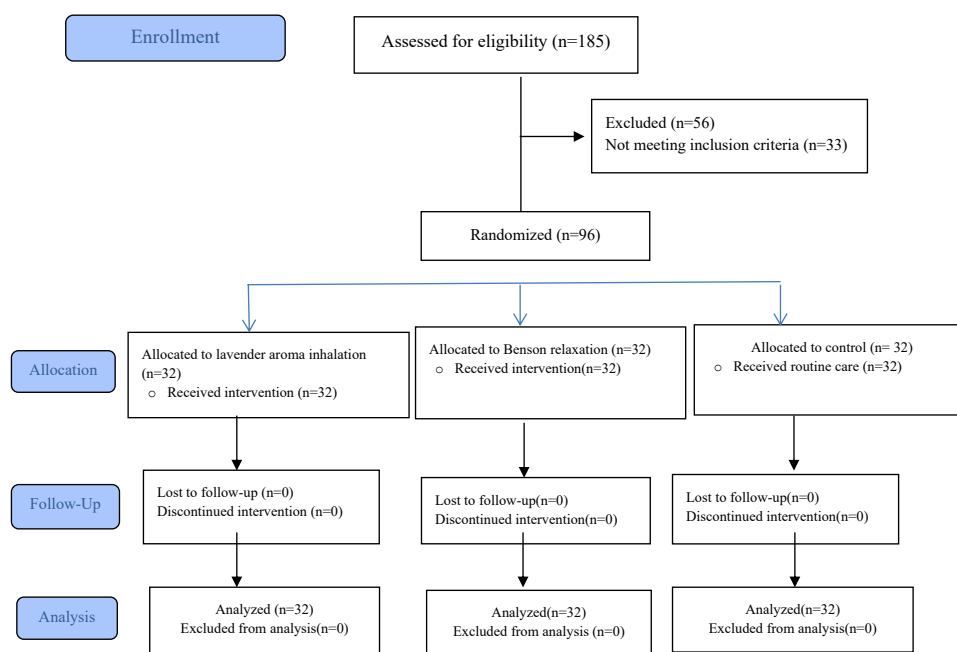 Enrollment
Assessed for eligibility (n=185)
Excluded (n=56)
Not meeting inclusion criteria (n=33)
Randomized (n=96)
Allocation
Allocated to lavender aroma inhalation
(n=32)
o Received intervention (n=32)
Allocated to Benson relaxation (n=32)
o Received intervention(n=32)
Allocated to control (n= 32)
o Received routine care (n=32)
Follow-Up
Lost to follow-up (n=0)
Discontinued intervention (n=0)
Lost to follow-up(n=0)
Discontinued intervention(n=0)
Lost to follow-up(n=0)
Discontinued intervention(n=0)
Analysis
Analyzed (n=32)
Excluded from analysis(n=0)
Analyzed(n=32)
Excluded from analysis (n=0)
Analyzed(n=32)
Excluded from analysis(n=0)